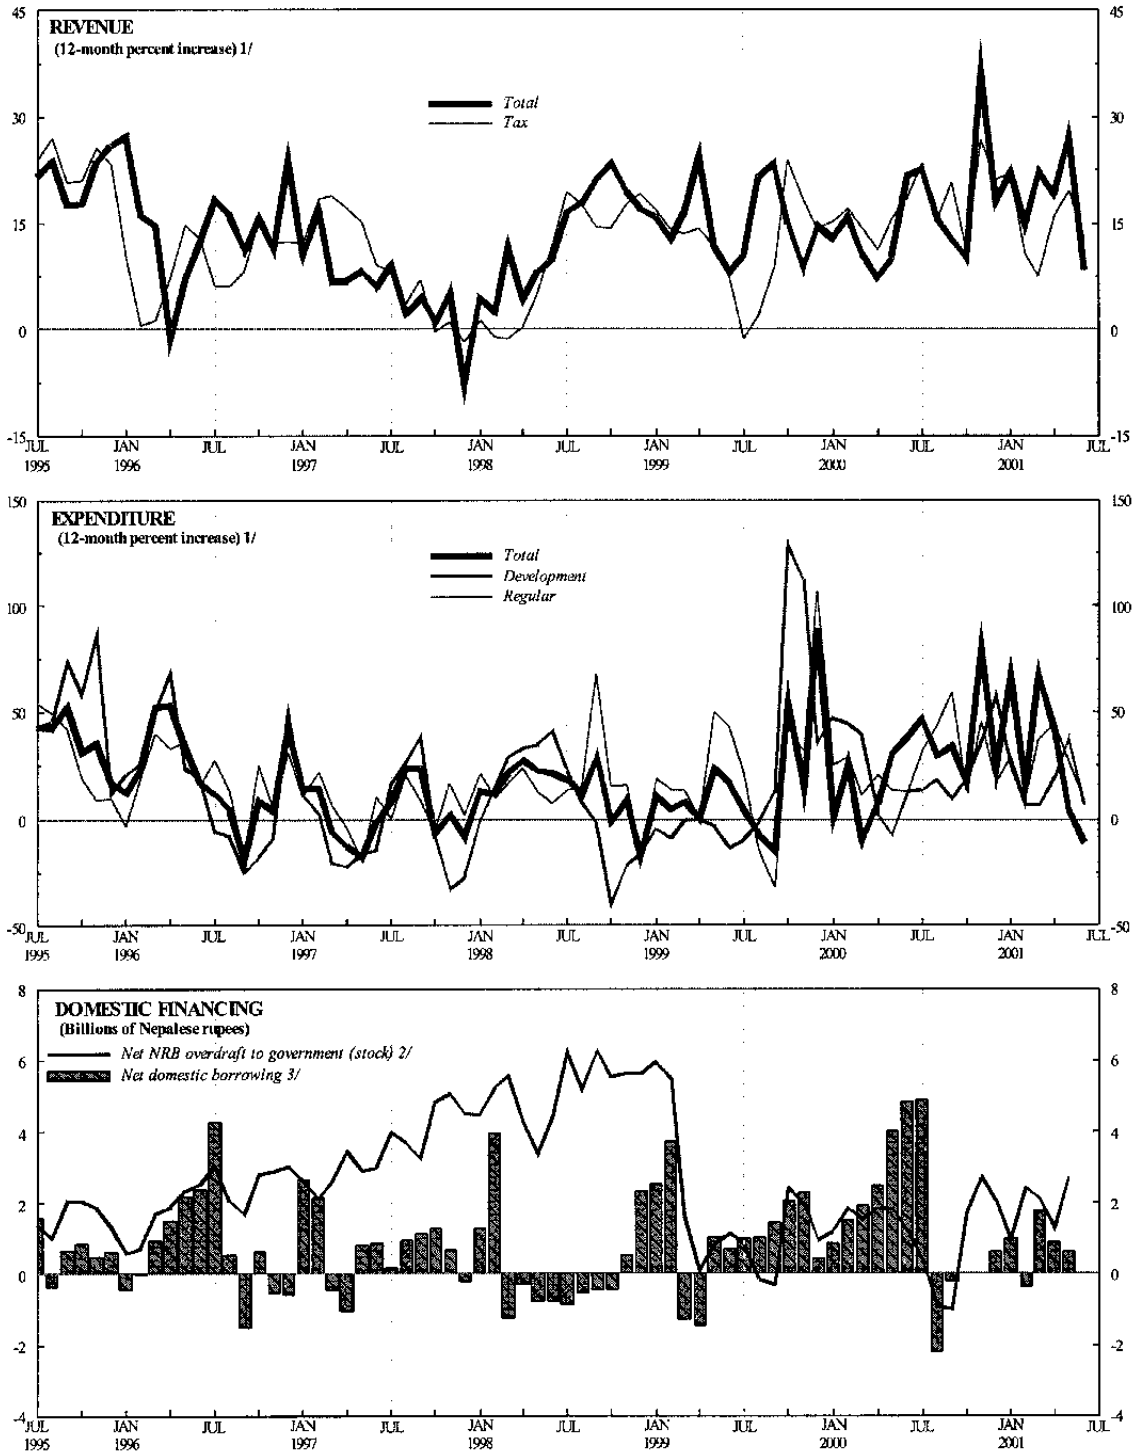 REVENUE
(12-month percent increase) 1/
Total
Tax
45 45
30 30
15 15
0 0
-15 -15
JUL JAN JUL JAN JUL JAN JUL JAN JUL JAN JUL JAN JUL
1995 1996 1997 1998 1999 2000 2001
EXPENDITURE
(12-month percent increase) 1/
Total
Development
Regular
150 150
100 100
50 50
0 0
-50 -50
JUL JAN JUL JAN JUL JAN JUL JAN JUL JAN JUL JAN JUL
1995 1996 1997 1998 1999 2000 2001
DOMESTIC FINANCING
(Billions of Nepalese rupees)
Net NRB overdraft to government (stock) 2/
Net domestic borrowing 3/
8 8
6 6
4 4
2 2
0 0
-2 -2
-4 -4
JUL JAN JUL JAN JUL JAN JUL JAN JUL JAN JUL JAN JUL
1995 1996 1997 1998 1999 2000 2001